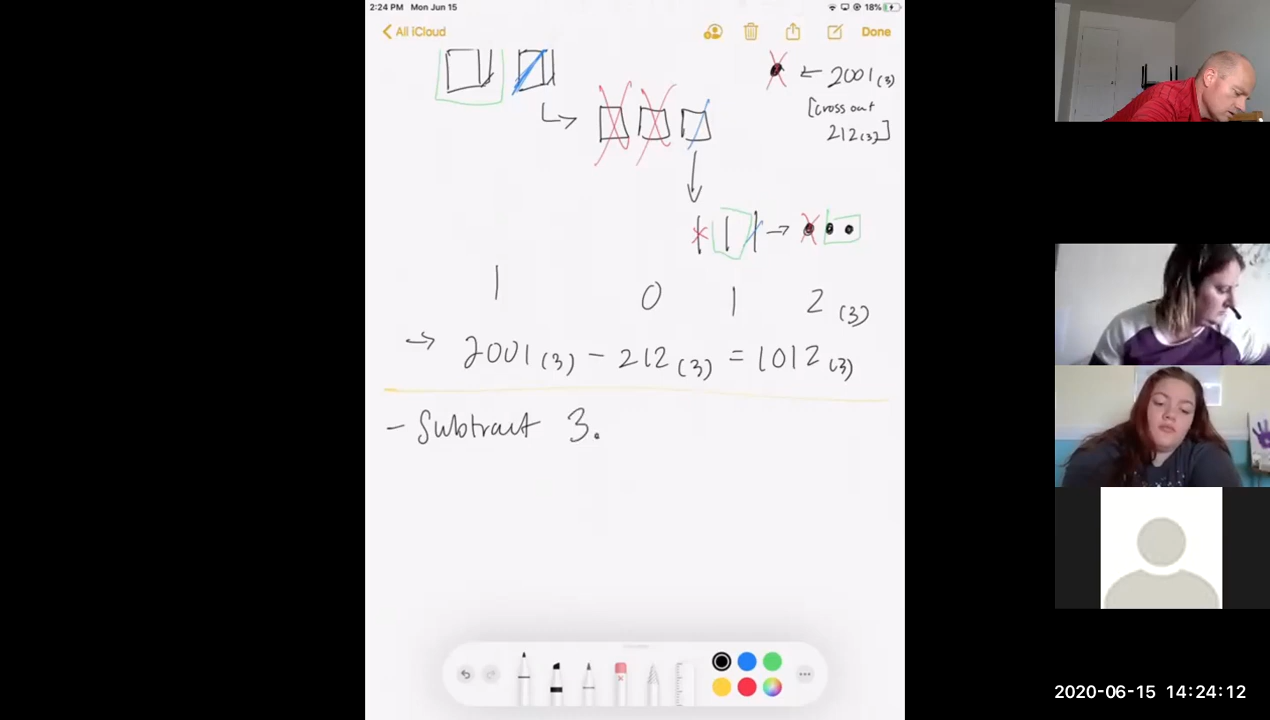 2:24 PM Mon Jun 15
18%
All iCloud
Done
← 2001(3)
[cross out
212(3)]
1 0 1 2 (3)
→ 2001(3) - 212(3) = 1012(3)
- Subtract 3.
2020-06-15 14:24:12